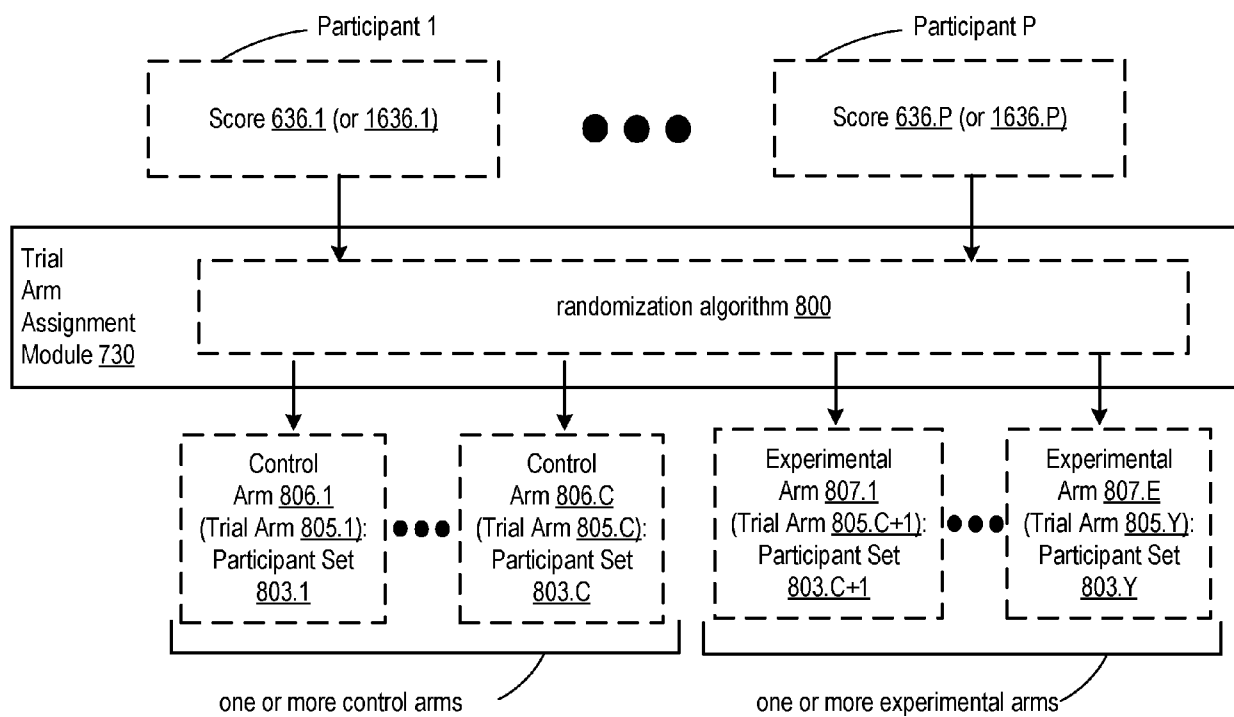 Participant 1
Participant P
Score 636.1 (or 1636.1)
Score 636.P (or 1636.P)
Trial
Arm
Assignment
Module 730
randomization algorithm 800
Control
Arm 806.1
(Trial Arm 805.1):
Participant Set
803.1
Control
Arm 806.C
(Trial Arm 805.C):
Participant Set
803.C
Experimental
Arm 807.1
(Trial Arm 805.C+1):
Participant Set
803.C+1
Experimental
Arm 807.E
(Trial Arm 805.Y):
Participant Set
803.Y
one or more control arms
one or more experimental arms